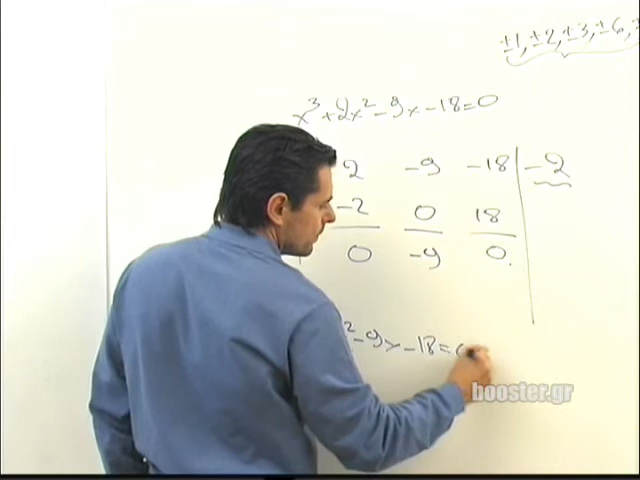 ±1, ±2, ±3, ±6,
x³+2x²-9x-18=0
2 -9 -18 -2
-2 0 18
0 -9 0.
²-9x-18=0
booster.gr